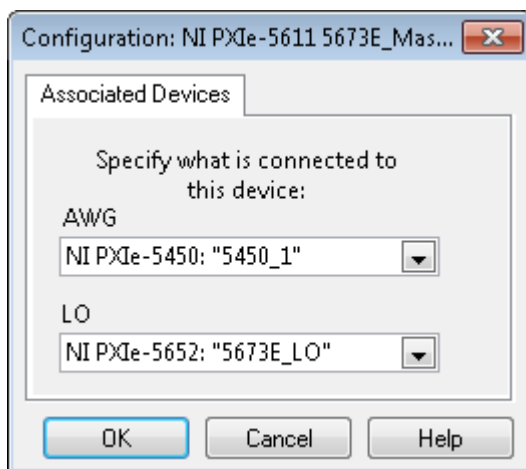 Configuration: NI PXIe-5611 5673E_Mas...
Associated Devices
Specify what is connected to
this device:
AWG
NI PXIe-5450: "5450_1"
LO
NI PXIe-5652: "5673E_LO"
OK Cancel Help